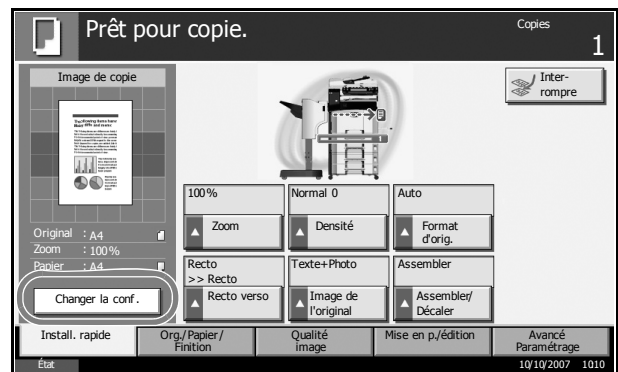 Prêt pour copie.
Copies
1
Image de copie
Inter-
rompre
Original : A4
Zoom : 100%
Papier : A4
Changer la conf.
100%
Zoom
Normal 0
Densité
Auto
Format
d'orig.
Recto
>> Recto
Recto verso
Texte+Photo
Image de
l'original
Assembler
Assembler/
Décaler
Install. rapide
Org./Papier/
Finition
Qualité
image
Mise en p./édition
Avancé
Paramétrage
État
10/10/2007 1010